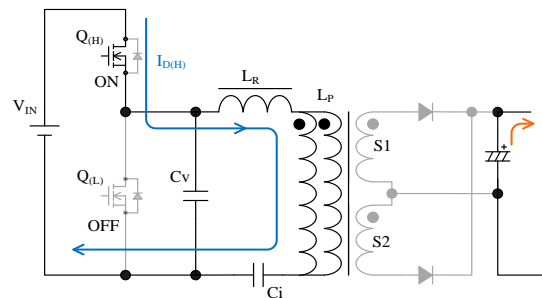 Q(H)
ID(H)
ON
LR
LP
VIN
S1
Q(L)
CV
+
OFF
S2
Ci